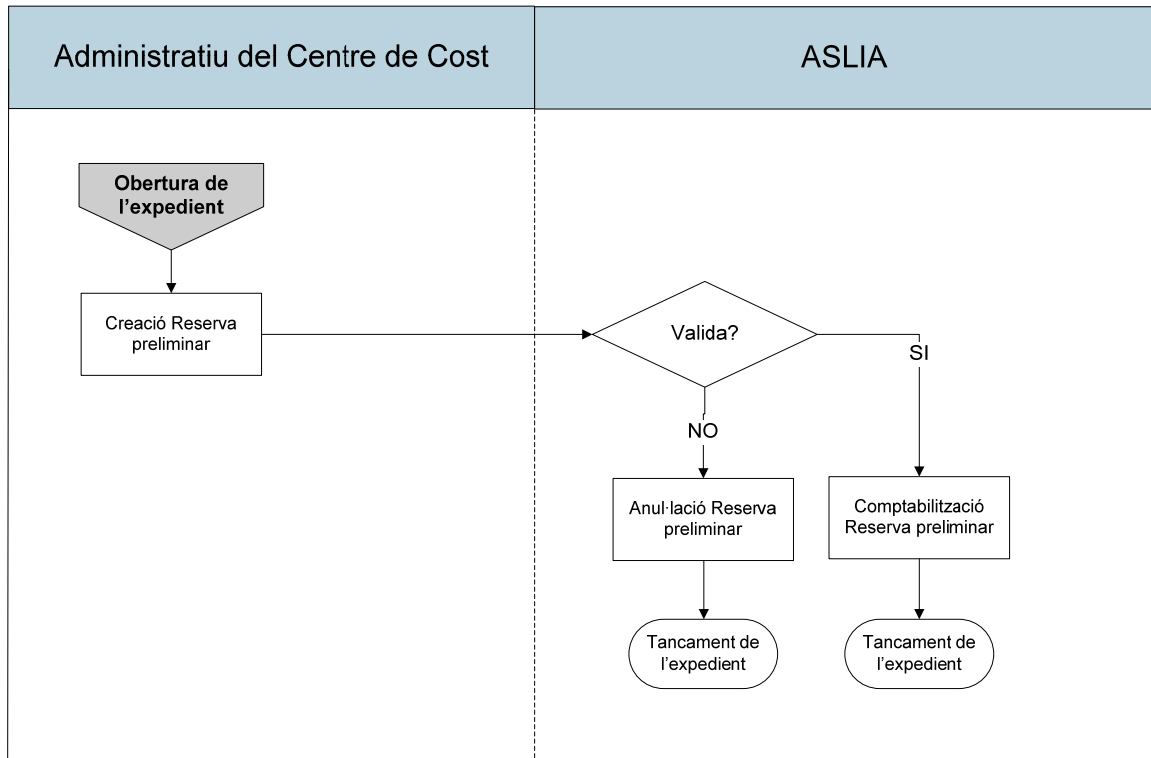 Administratiu del Centre de Cost
ASLIA
Obertura de
l'expedient
Creació Reserva
preliminar
Valida?
SI
NO
Anul·lació Reserva
preliminar
Comptabilització
Reserva preliminar
Tancament de
l'expedient
Tancament de
l'expedient